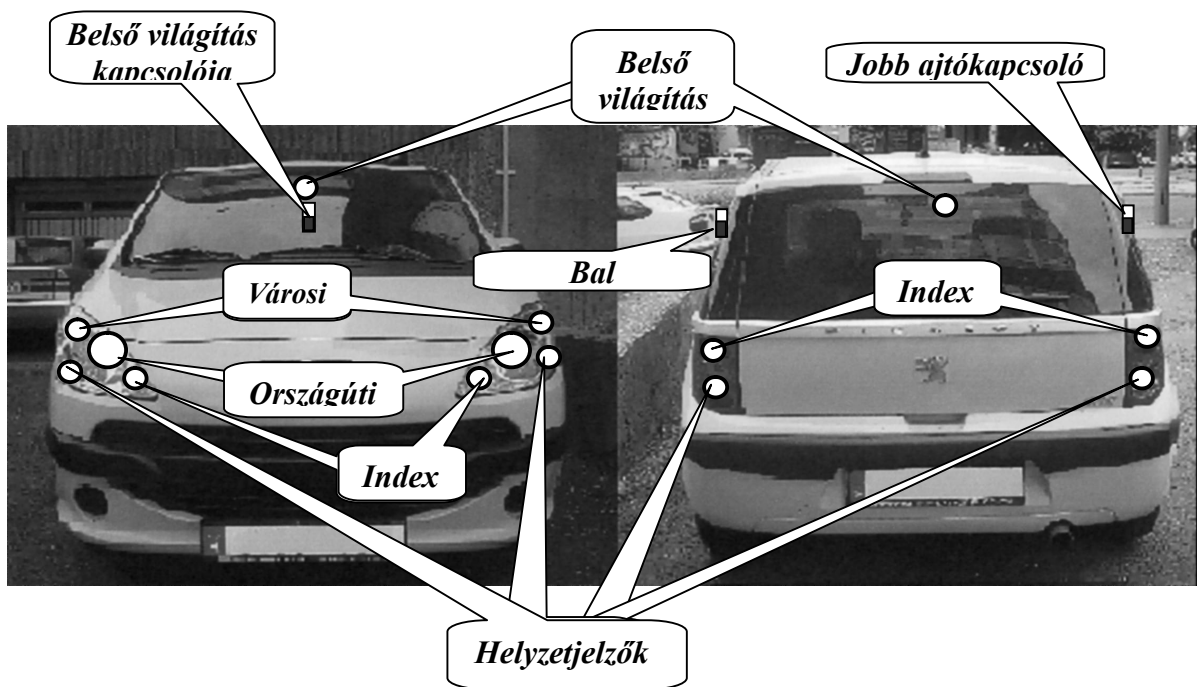 Belső világítás
kapcsolója
Belső
világítás
Jobb ajtókapcsoló
Bal
Városi
Index
Országúti
Index
Helyzetjelzők